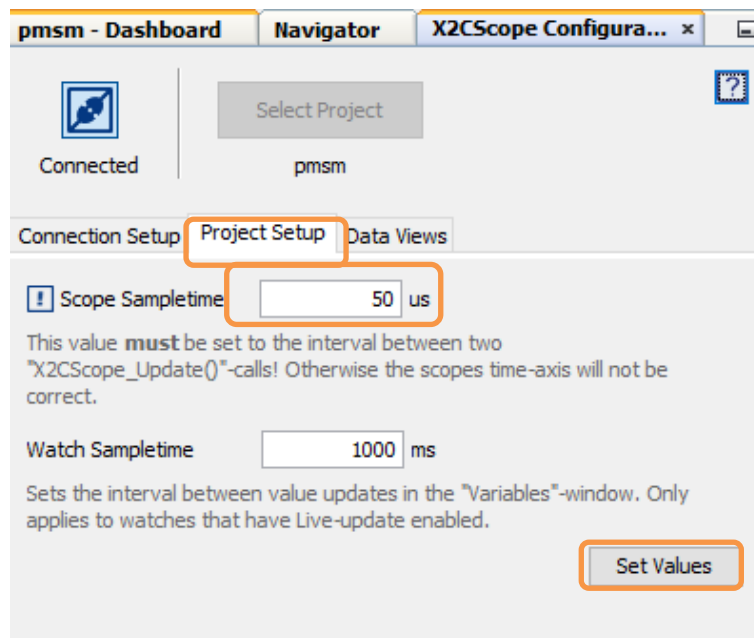 pmsm - Dashboard Navigator X2CScope Configura... ×
Select Project
?
Connected pmsm
Connection Setup Project Setup Data Views
! Scope Sampletime 50 us
This value must be set to the interval between two
"X2CScope_Update()"-calls! Otherwise the scopes time-axis will not be
correct.
Watch Sampletime 1000 ms
Sets the interval between value updates in the "Variables"-window. Only
applies to watches that have Live-update enabled.
Set Values